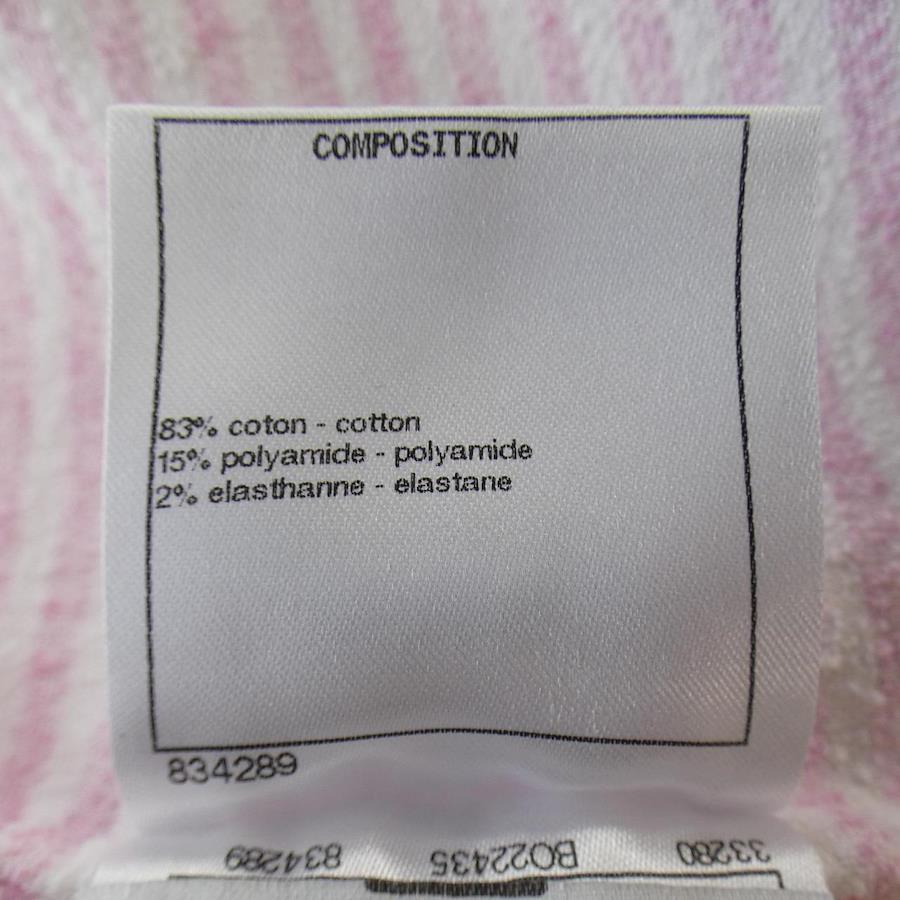 COMPOSITION
83% coton - cotton
15% polyamide - polyamide
2% elasthanne - elastane
834289
33280 BO22435 834289